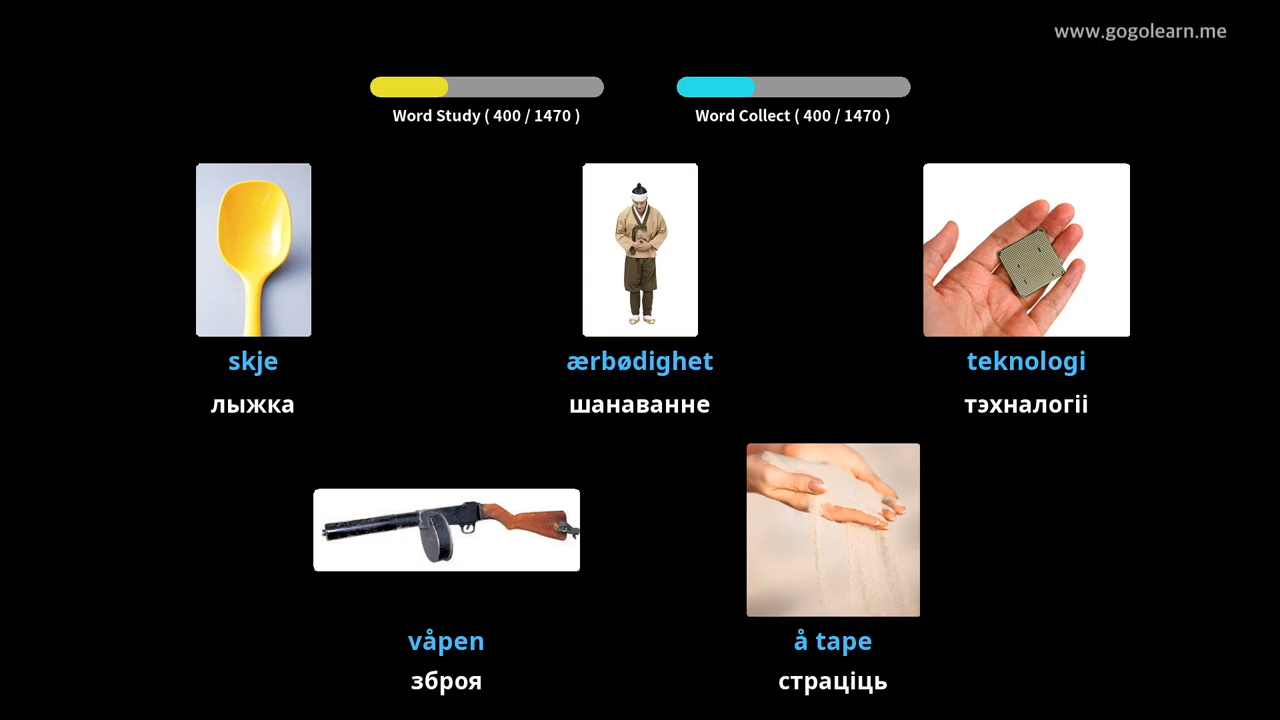 www.gogolearn.me
Word Study ( 400 / 1470 )
Word Collect ( 400 / 1470 )
skje
ærbødighet
teknologi
лыжка
шанаванне
тэхналогіі
våpen
å tape
зброя
страціць